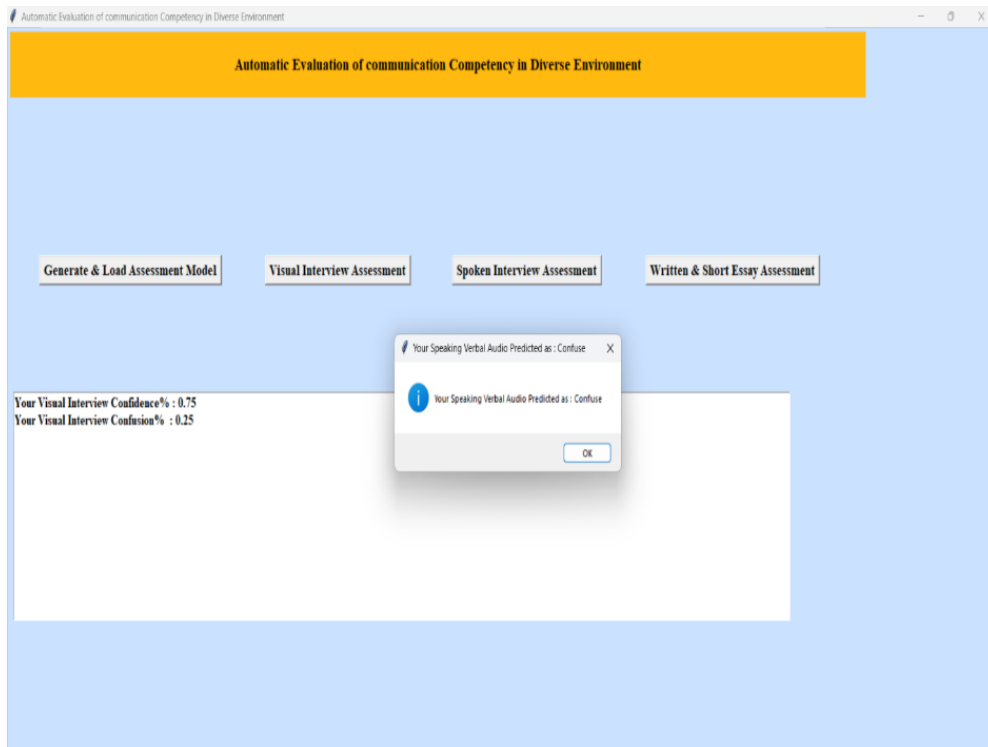 Automatic Evaluation of communication Competency in Diverse Environment
Automatic Evaluation of communication Competency in Diverse Environment
Generate & Load Assessment Model
Visual Interview Assessment
Spoken Interview Assessment
Written & Short Essay Assessment
Your Speaking Verbal Audio Predicted as : Confuse
Your Speaking Verbal Audio Predicted as : Confuse
OK
Your Visual Interview Confidence% : 0.75
Your Visual Interview Confusion% : 0.25